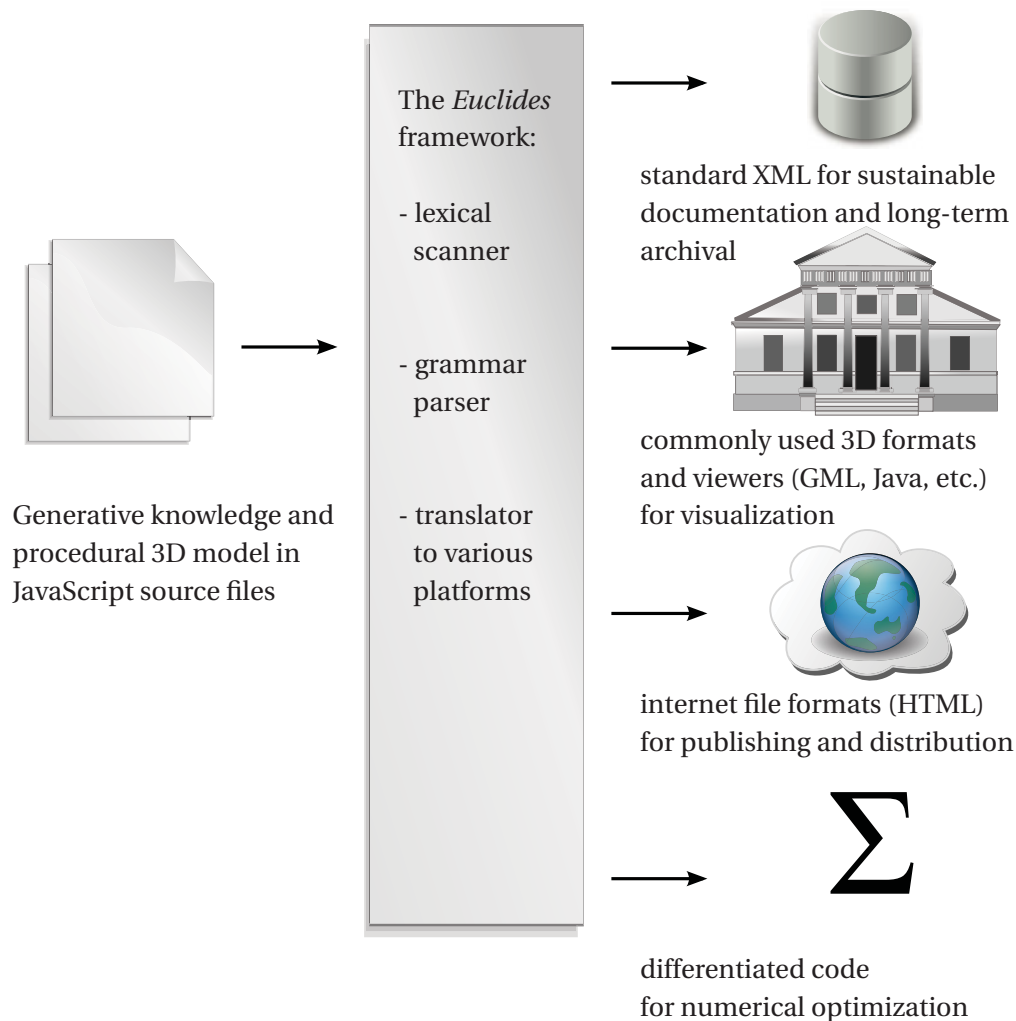 Generative knowledge and
procedural 3D model in
JavaScript source files
The Euclides
framework:
- lexical
scanner
- grammar
parser
- translator
to various
platforms
standard XML for sustainable
documentation and long-term
archival
commonly used 3D formats
and viewers (GML, Java, etc.)
for visualization
internet file formats (HTML)
for publishing and distribution
Σ
differentiated code
for numerical optimization